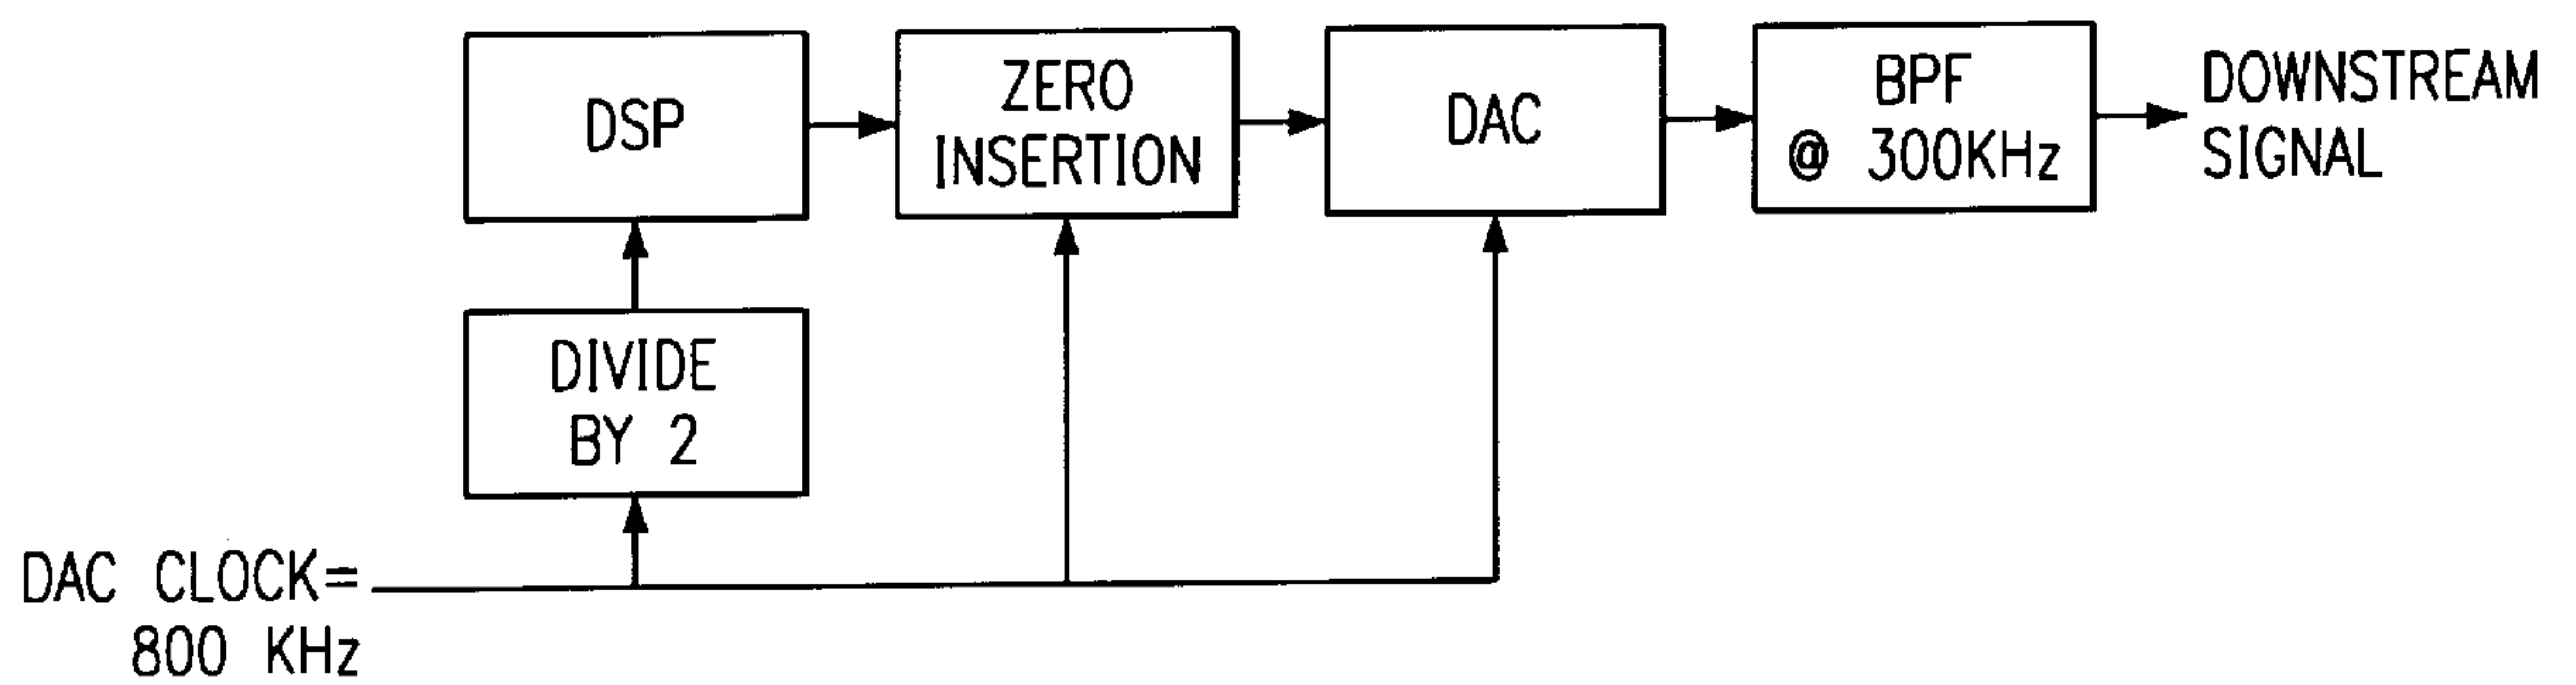 DSP
ZERO
INSERTION
DAC
BPF
@ 300KHz
DOWNSTREAM
SIGNAL
DIVIDE
BY 2
DAC CLOCK=
800 KHz